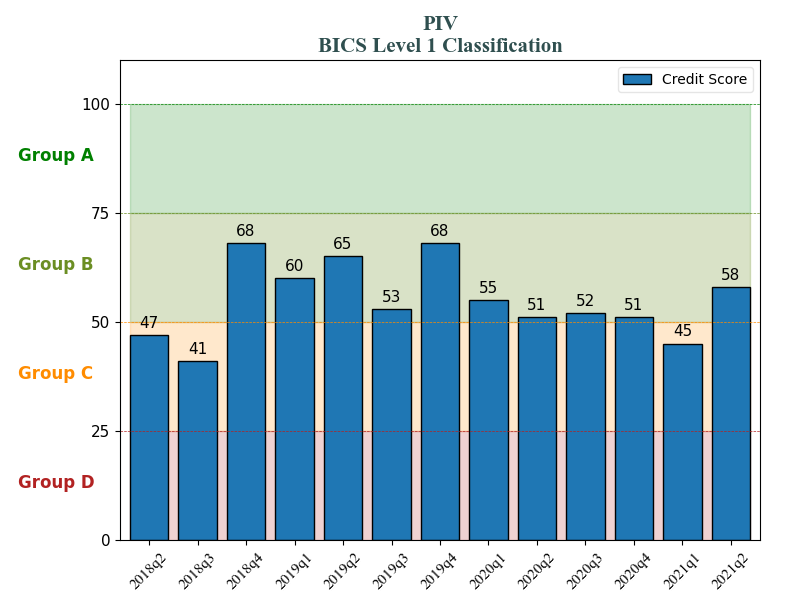 PIV
BICS Level 1 Classification
Credit Score
100
Group A
75
68
68
65
Group B
60
58
55
53
52
51
51
50
47
45
41
Group C
25
Group D
0
2018q2
2018q3
2018q4
2019q1
2019q2
2019q3
2019q4
2020q1
2020q2
2020q3
2020q4
2021q1
2021q2